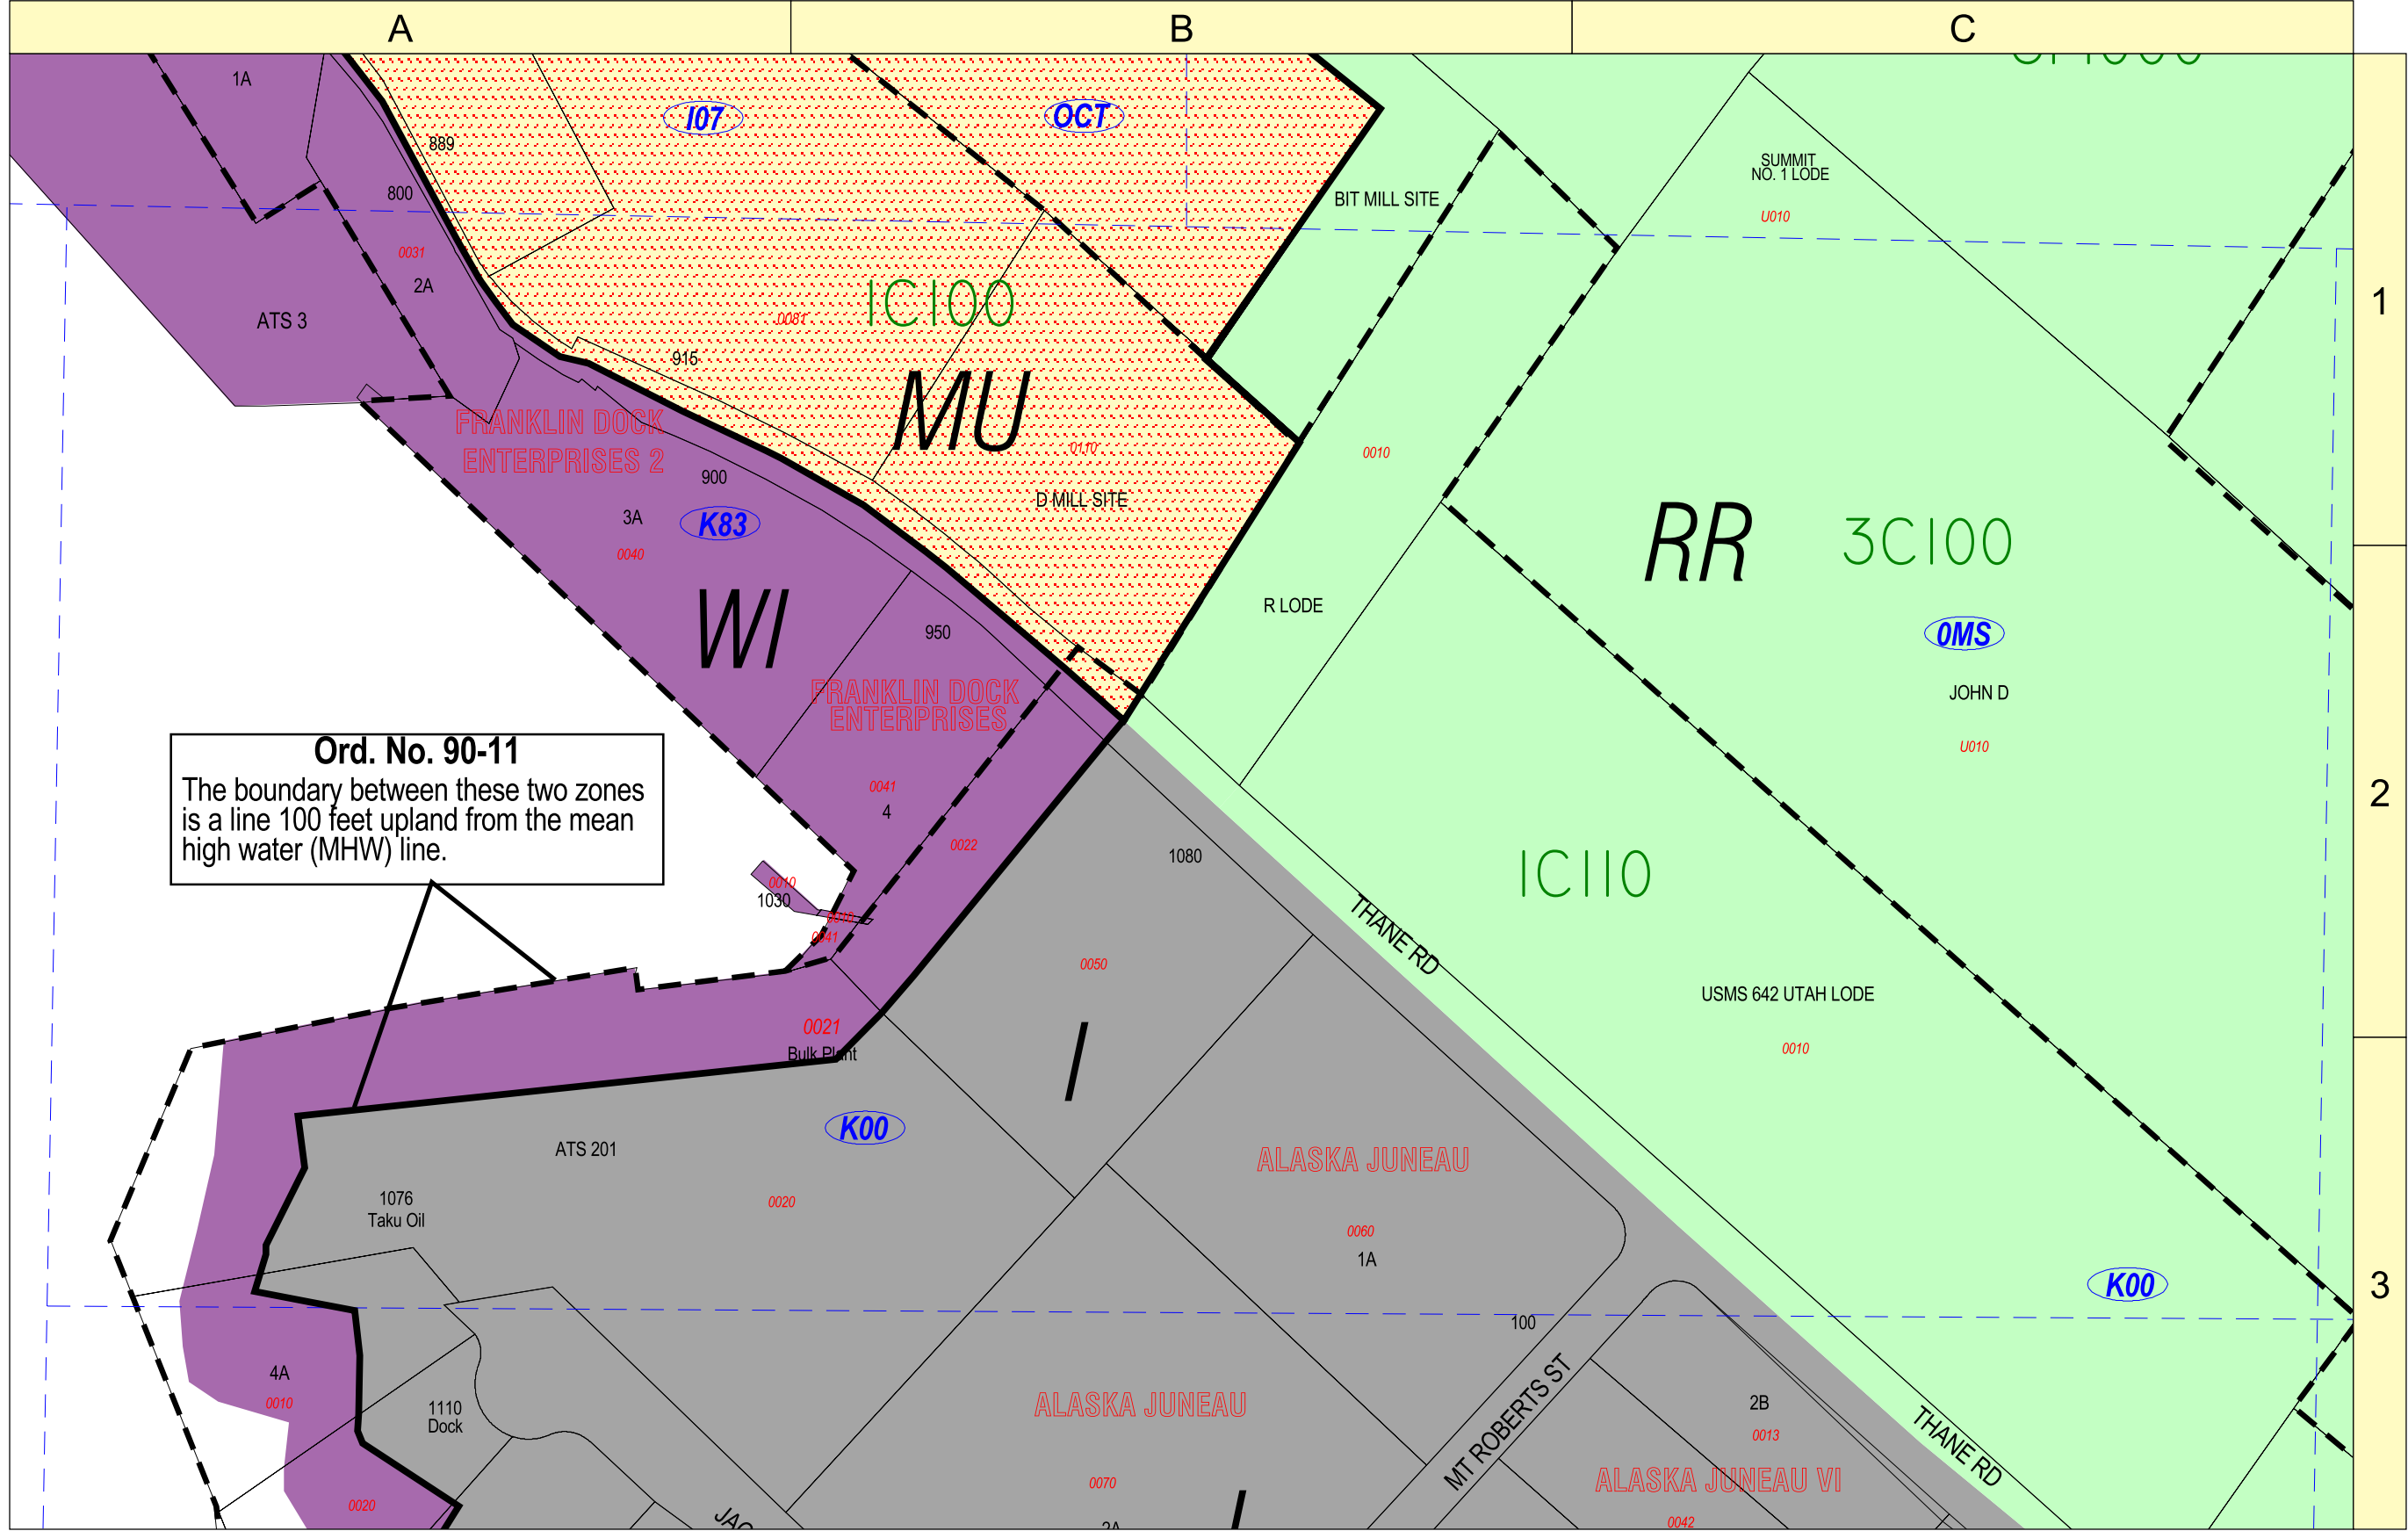 A
B
C
1
2
3
1A
889
I07
OCT
SUMMIT
NO. 1 LODE
U010
BIT MILL SITE
800
0031
2A
ATS 3
1C100
0081
915
MU
0110
D MILL SITE
0010
FRANKLIN DOCK
ENTERPRISES 2
900
3A
K83
0040
RR
3C100
0MS
JOHN D
U010
R LODE
WI
950
FRANKLIN DOCK
ENTERPRISES
0041
4
0022
Ord. No. 90-11
The boundary between these two zones
is a line 100 feet upland from the mean
high water (MHW) line.
1080
1C110
0010
1030
0010
0041
THANE RD
0050
USMS 642 UTAH LODE
0010
0021
Bulk Plant
I
K00
ATS 201
1076
Taku Oil
0020
ALASKA JUNEAU
0060
1A
K00
100
4A
0010
1110
Dock
ALASKA JUNEAU
MT ROBERTS ST
2B
0013
THANE RD
0070
ALASKA JUNEAU VI
0020
0042
2A
I